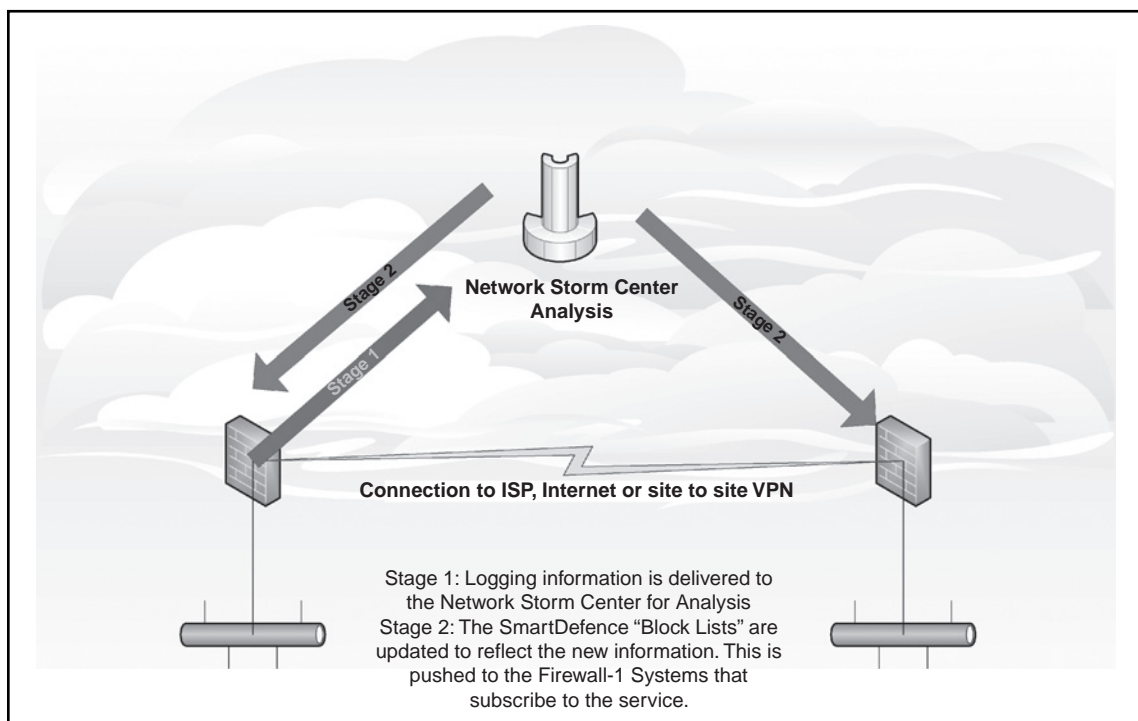 Stage 2
Stage 1
Network Storm Center
Analysis
Stage 2
Connection to ISP, Internet or site to site VPN
Stage 1: Logging information is delivered to
the Network Storm Center for Analysis
Stage 2: The SmartDefence “Block Lists” are
updated to reflect the new information. This is
pushed to the Firewall-1 Systems that
subscribe to the service.